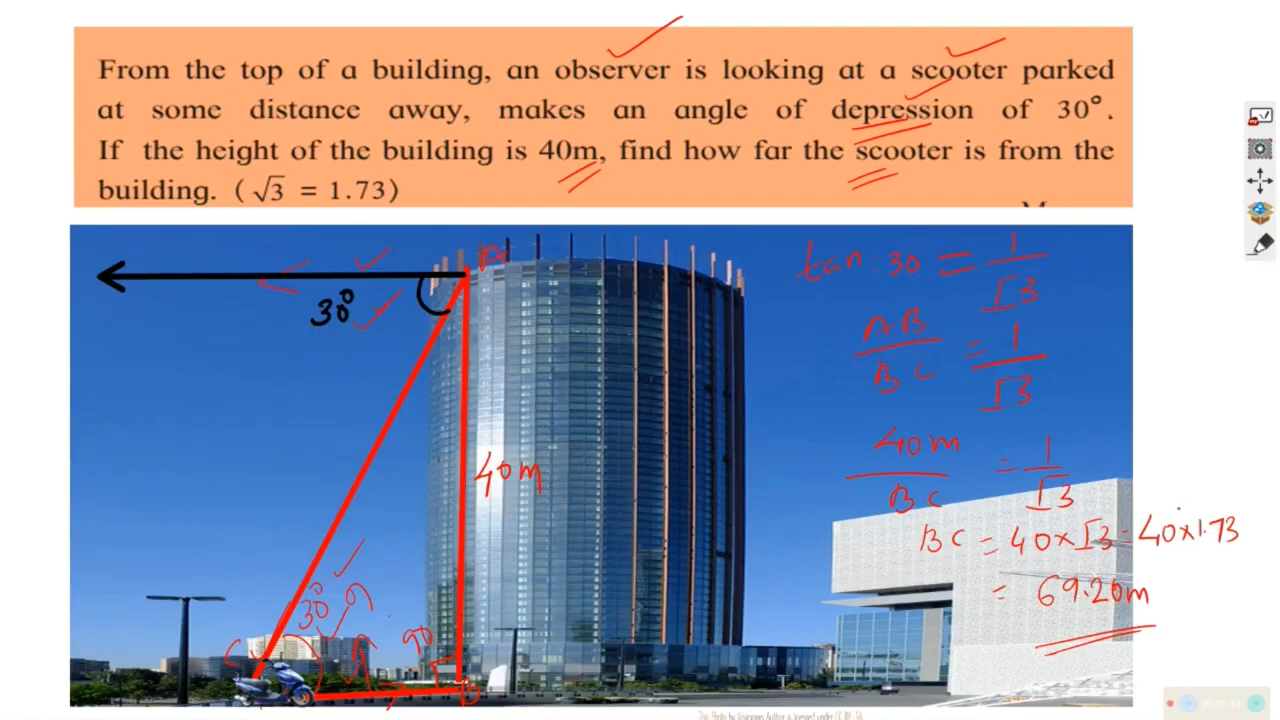 From the top of a building, an observer is looking at a scooter parked
at some distance away, makes an angle of depression of 30°.
If the height of the building is 40m, find how far the scooter is from the
building. ( √3 = 1.73)
A
30°
tan 30 = 1/√3
AB/BC = 1/√3
40m
40m/BC = 1/√3
BC = 40×√3 = 40×1.73
= 69.20m
30°
90
C
B